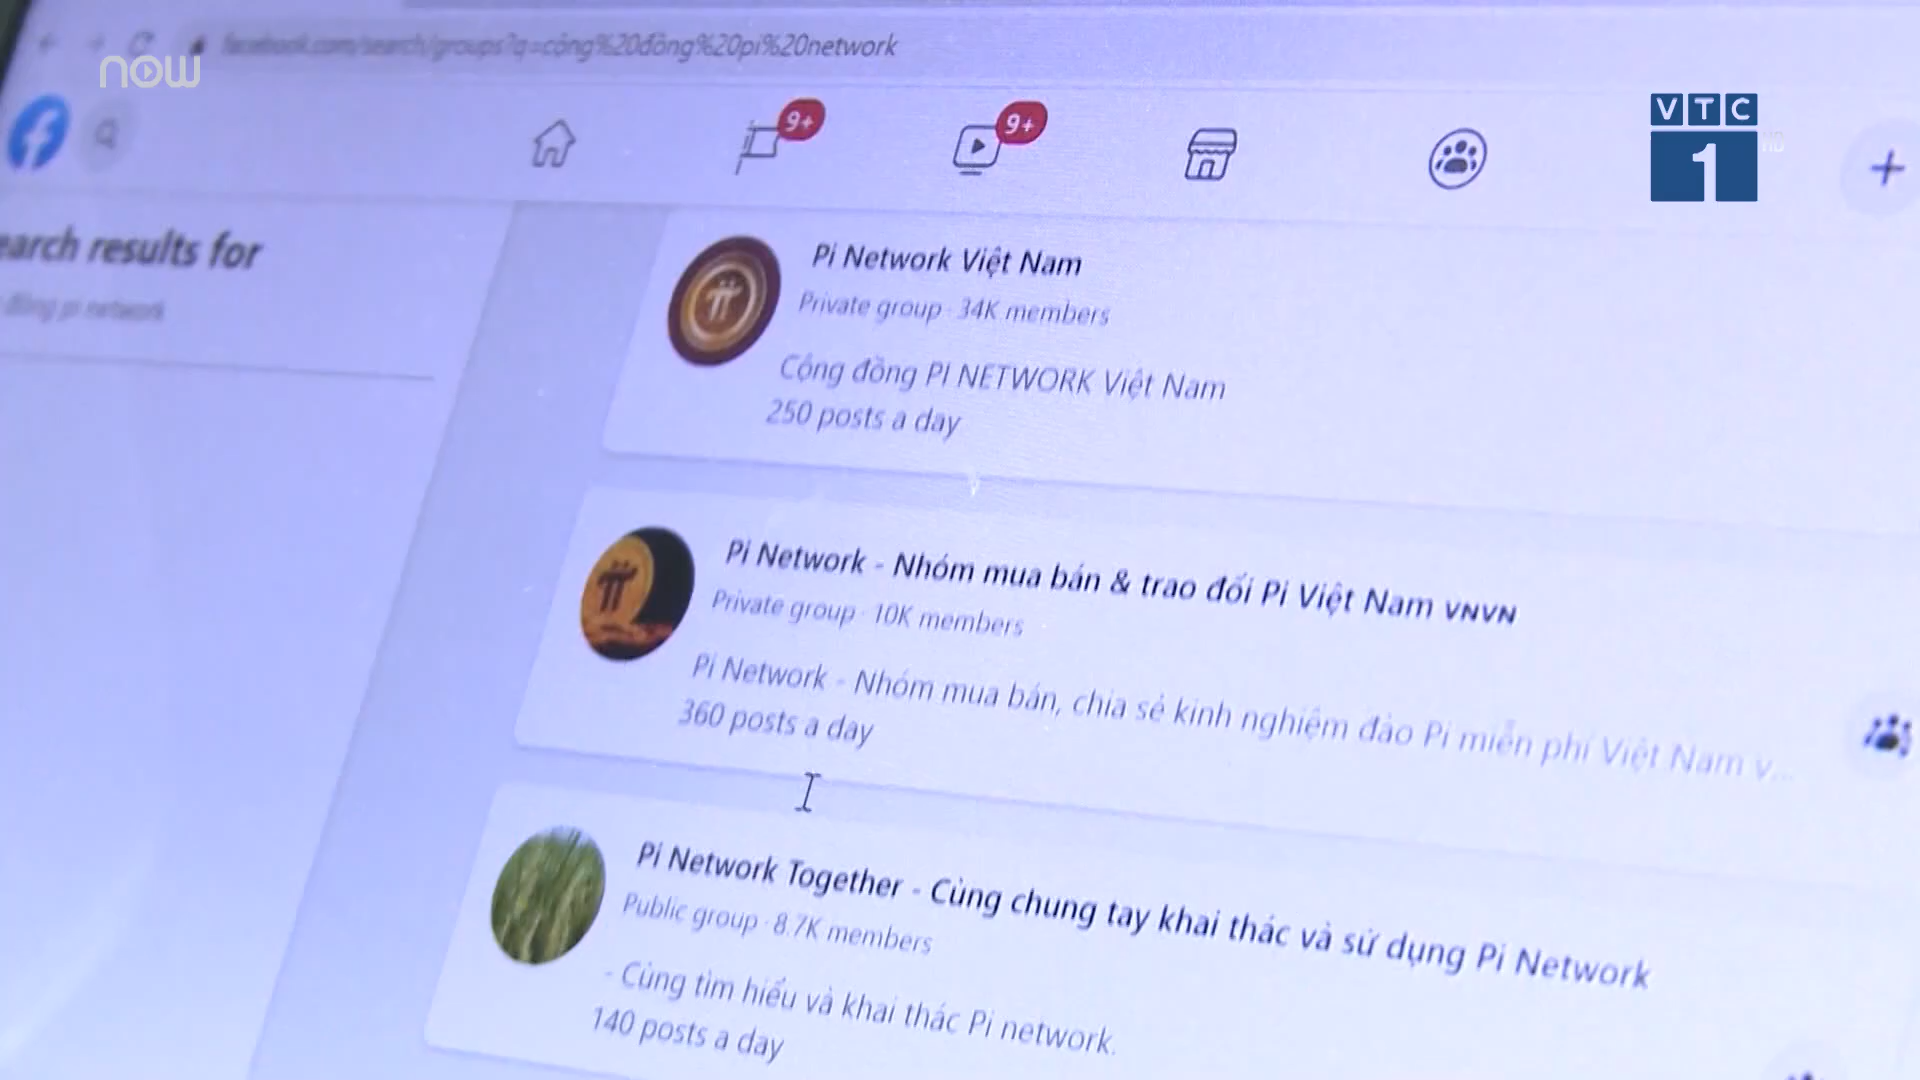 facebook.com/search/groups?q=cộng%20đồng%20pi%20network
now
VTC
1
HD
9+
9+
earch results for
đồng pi network
Pi Network Việt Nam
Private group · 34K members
Cộng đồng PI NETWORK Việt Nam
250 posts a day
Pi Network - Nhóm mua bán & trao đổi Pi Việt Nam VNVN
Private group · 10K members
Pi Network - Nhóm mua bán, chia sẻ kinh nghiệm đào Pi miễn phí Việt Nam v...
360 posts a day
Pi Network Together - Cùng chung tay khai thác và sử dụng Pi Network
Public group · 8.7K members
- Cùng tìm hiểu và khai thác Pi network.
140 posts a day